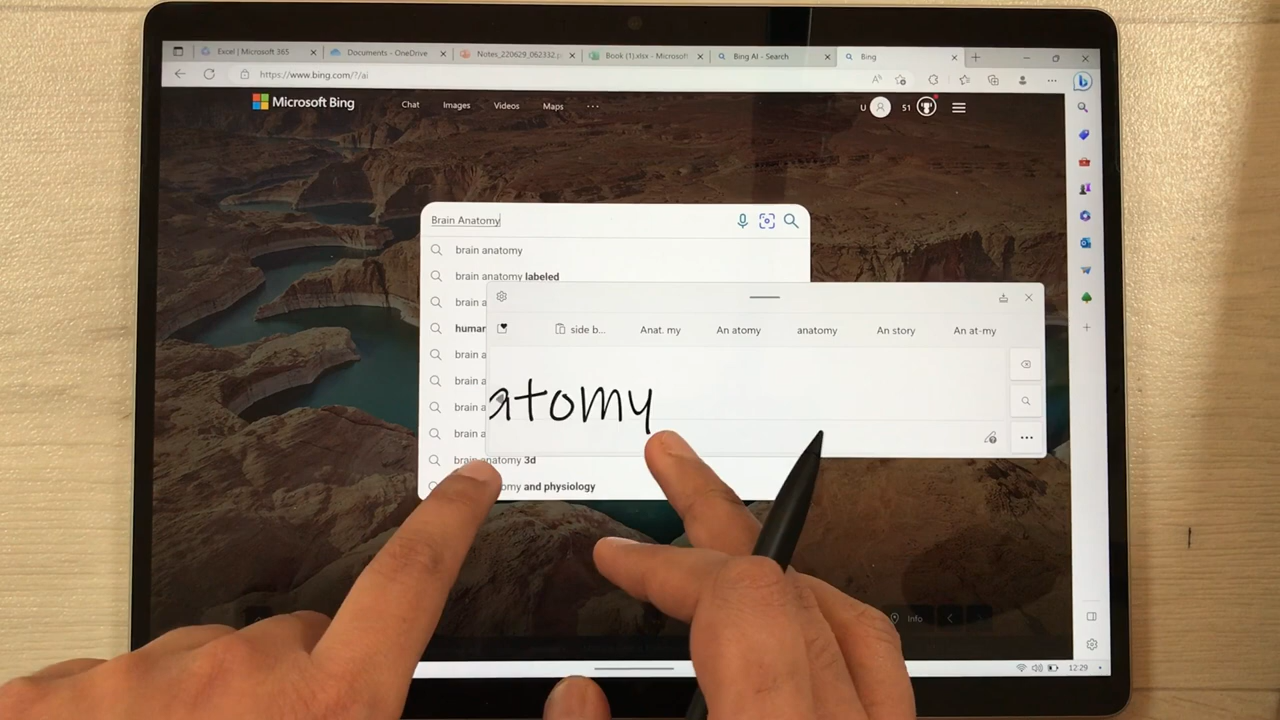 Excel | Microsoft 365
Documents - OneDrive
Notes_220629_062332.p
Book (1).xlsx - Microsoft
Bing AI - Search
Bing
https://www.bing.com/?/ai
Microsoft Bing
Chat Images Videos Maps ...
U 51
Brain Anatomy
brain anatomy
brain anatomy labeled
brain a
human
brain a
brain a
brain a
brain a
brain anatomy 3d
omy and physiology
side b... Anat. my An atomy anatomy An story An at-my
atomy
Info
12:29